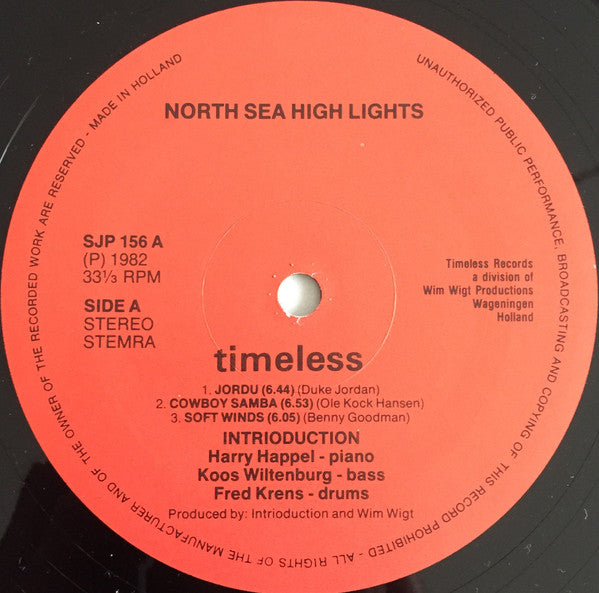 NORTH SEA HIGH LIGHTS
SJP 156 A
(P) 1982
33⅓ RPM
SIDE A
STEREO
STEMRA
Timeless Records
a division of
Wim Wigt Productions
Wageningen
Holland
timeless
1. JORDU (6.44) (Duke Jordan)
2. COWBOY SAMBA (6.53) (Ole Kock Hansen)
3. SOFT WINDS (6.05) (Benny Goodman)
INTRIODUCTION
Harry Happel - piano
Koos Wiltenburg - bass
Fred Krens - drums
Produced by: Intrioduction and Wim Wigt
UNAUTHORIZED PUBLIC PERFORMANCE, BROADCASTING AND COPYING OF THIS RECORD PROHIBITED - ALL RIGHTS OF THE MANUFACTURER AND OF THE OWNER OF THE RECORDED WORK ARE RESERVED - MADE IN HOLLAND